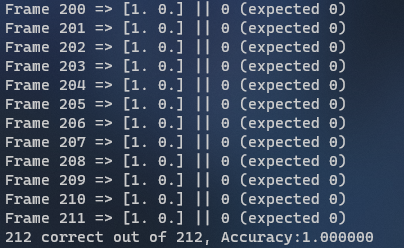 Frame 200 => [1. 0.] || 0 (expected 0)
Frame 201 => [1. 0.] || 0 (expected 0)
Frame 202 => [1. 0.] || 0 (expected 0)
Frame 203 => [1. 0.] || 0 (expected 0)
Frame 204 => [1. 0.] || 0 (expected 0)
Frame 205 => [1. 0.] || 0 (expected 0)
Frame 206 => [1. 0.] || 0 (expected 0)
Frame 207 => [1. 0.] || 0 (expected 0)
Frame 208 => [1. 0.] || 0 (expected 0)
Frame 209 => [1. 0.] || 0 (expected 0)
Frame 210 => [1. 0.] || 0 (expected 0)
Frame 211 => [1. 0.] || 0 (expected 0)
212 correct out of 212, Accuracy:1.000000